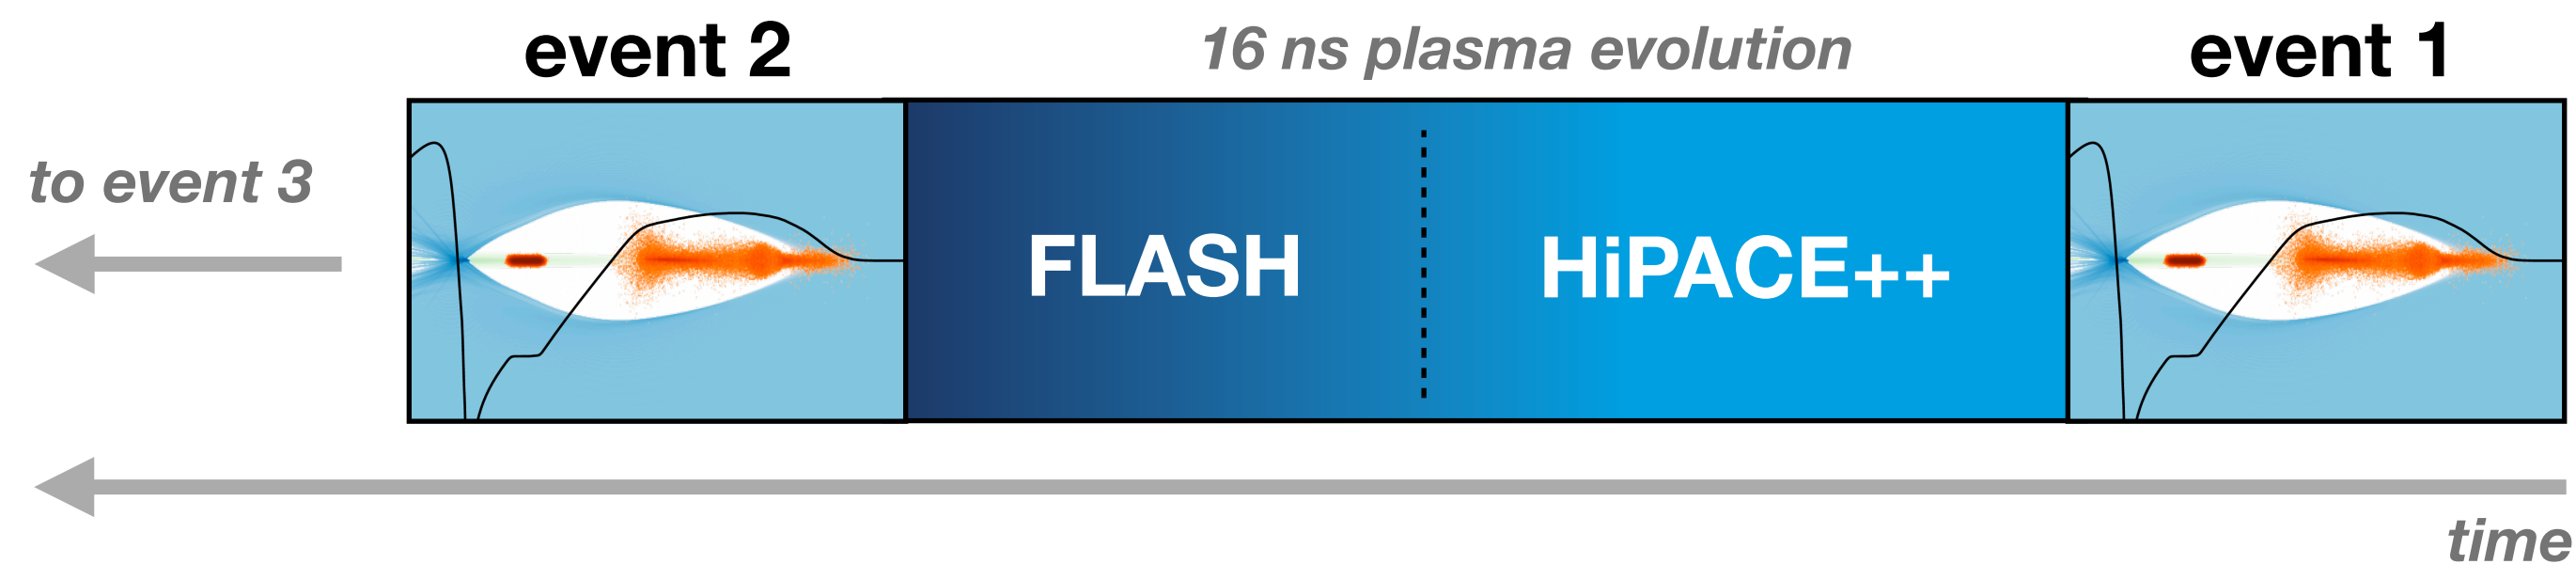 event 2
16 ns plasma evolution
event 1
to event 3
FLASH
HiPACE++
time